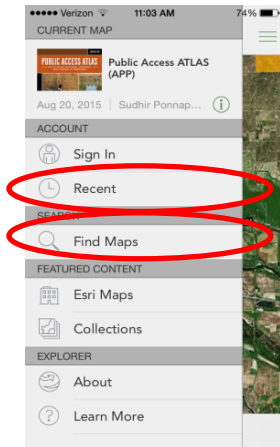 ●●●●● Verizon 11:03 AM 74%
CURRENT MAP
PUBLIC ACCESS ATLAS
Public Access ATLAS
(APP)
Aug 20, 2015 | Sudhir Ponnap...
ACCOUNT
Sign In
Recent
SEARCH
Find Maps
FEATURED CONTENT
Esri Maps
Collections
EXPLORER
About
Learn More